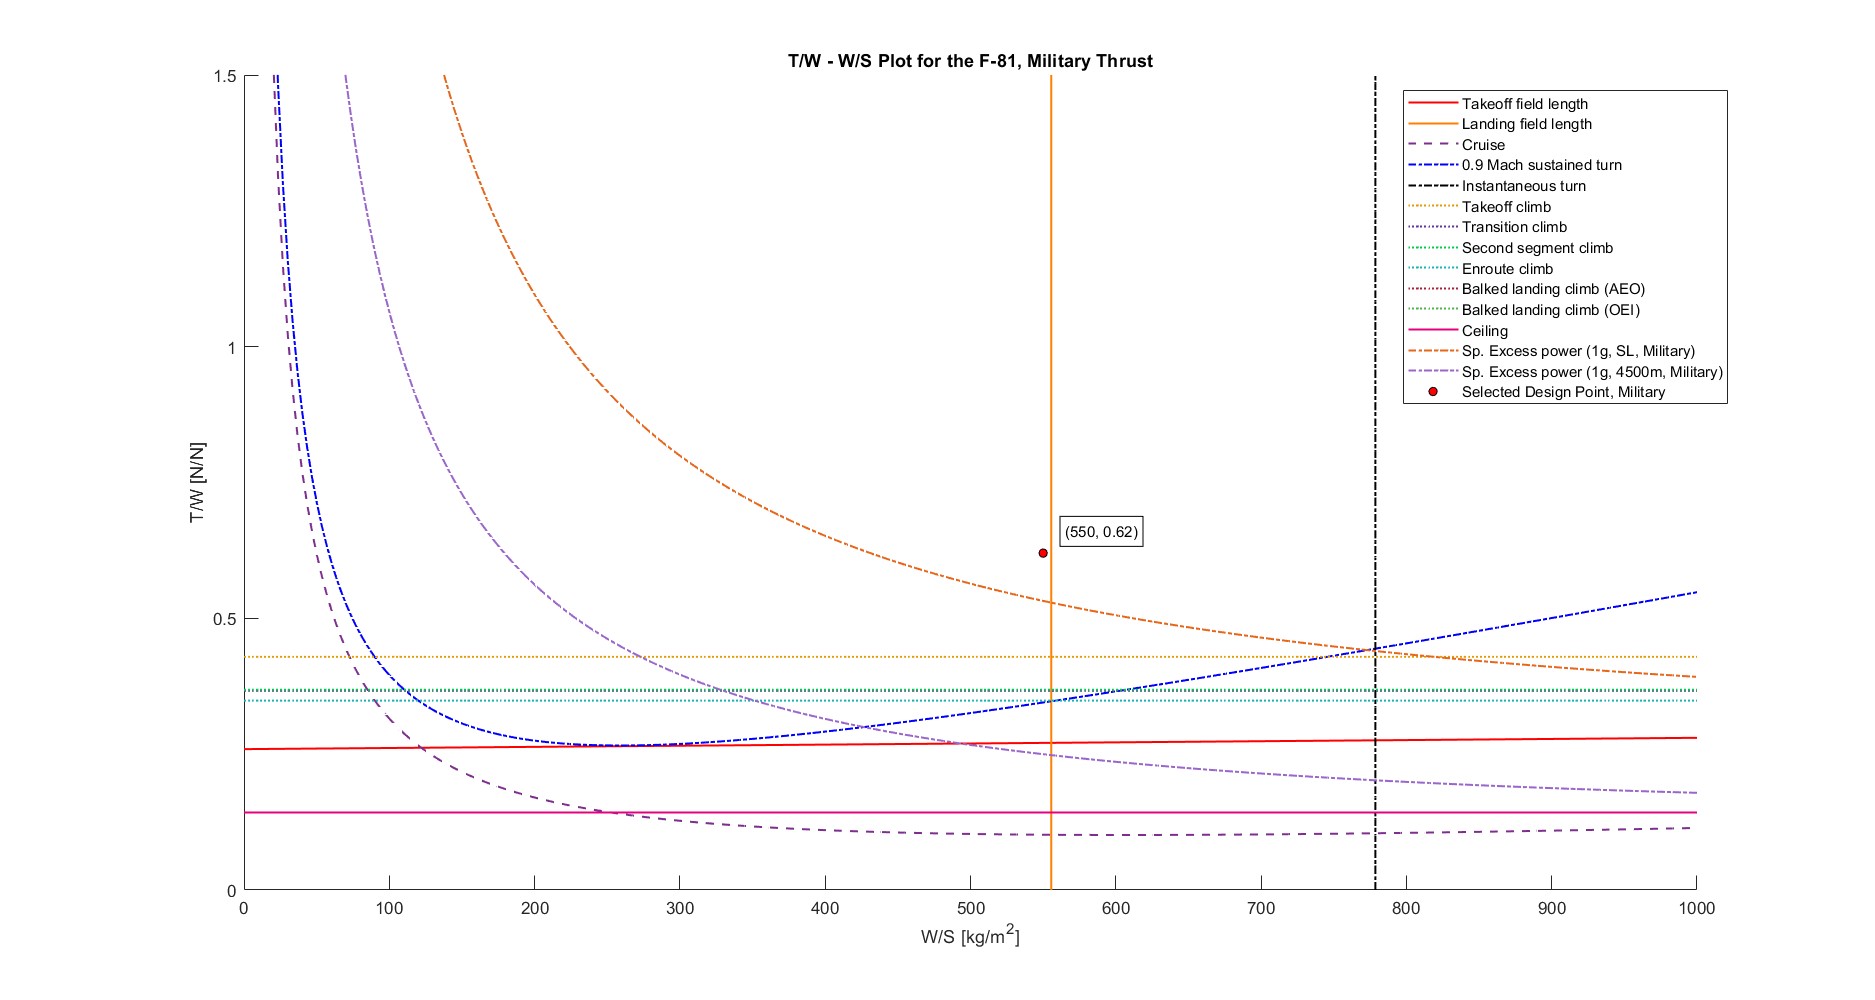 T/W - W/S Plot for the F-81, Military Thrust
1.5
1
0.5
0
T/W [N/N]
Takeoff field length
Landing field length
Cruise
0.9 Mach sustained turn
Instantaneous turn
Takeoff climb
Transition climb
Second segment climb
Enroute climb
Balked landing climb (AEO)
Balked landing climb (OEI)
Ceiling
Sp. Excess power (1g, SL, Military)
Sp. Excess power (1g, 4500m, Military)
Selected Design Point, Military
(550, 0.62)
0 100 200 300 400 500 600 700 800 900 1000
W/S [kg/m²]